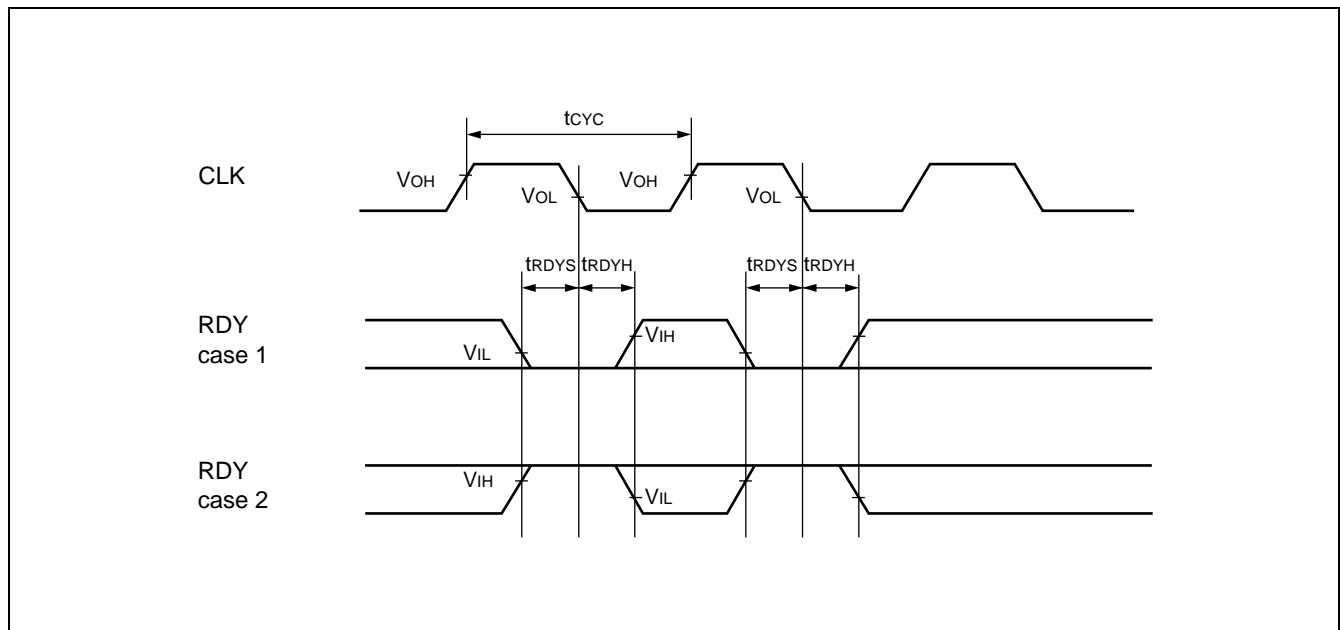 tCYC
CLK
VOH
VOL
VOH
VOL
tRDYS
tRDYH
tRDYS
tRDYH
RDY
case 1
VIL
VIH
RDY
case 2
VIH
VIL